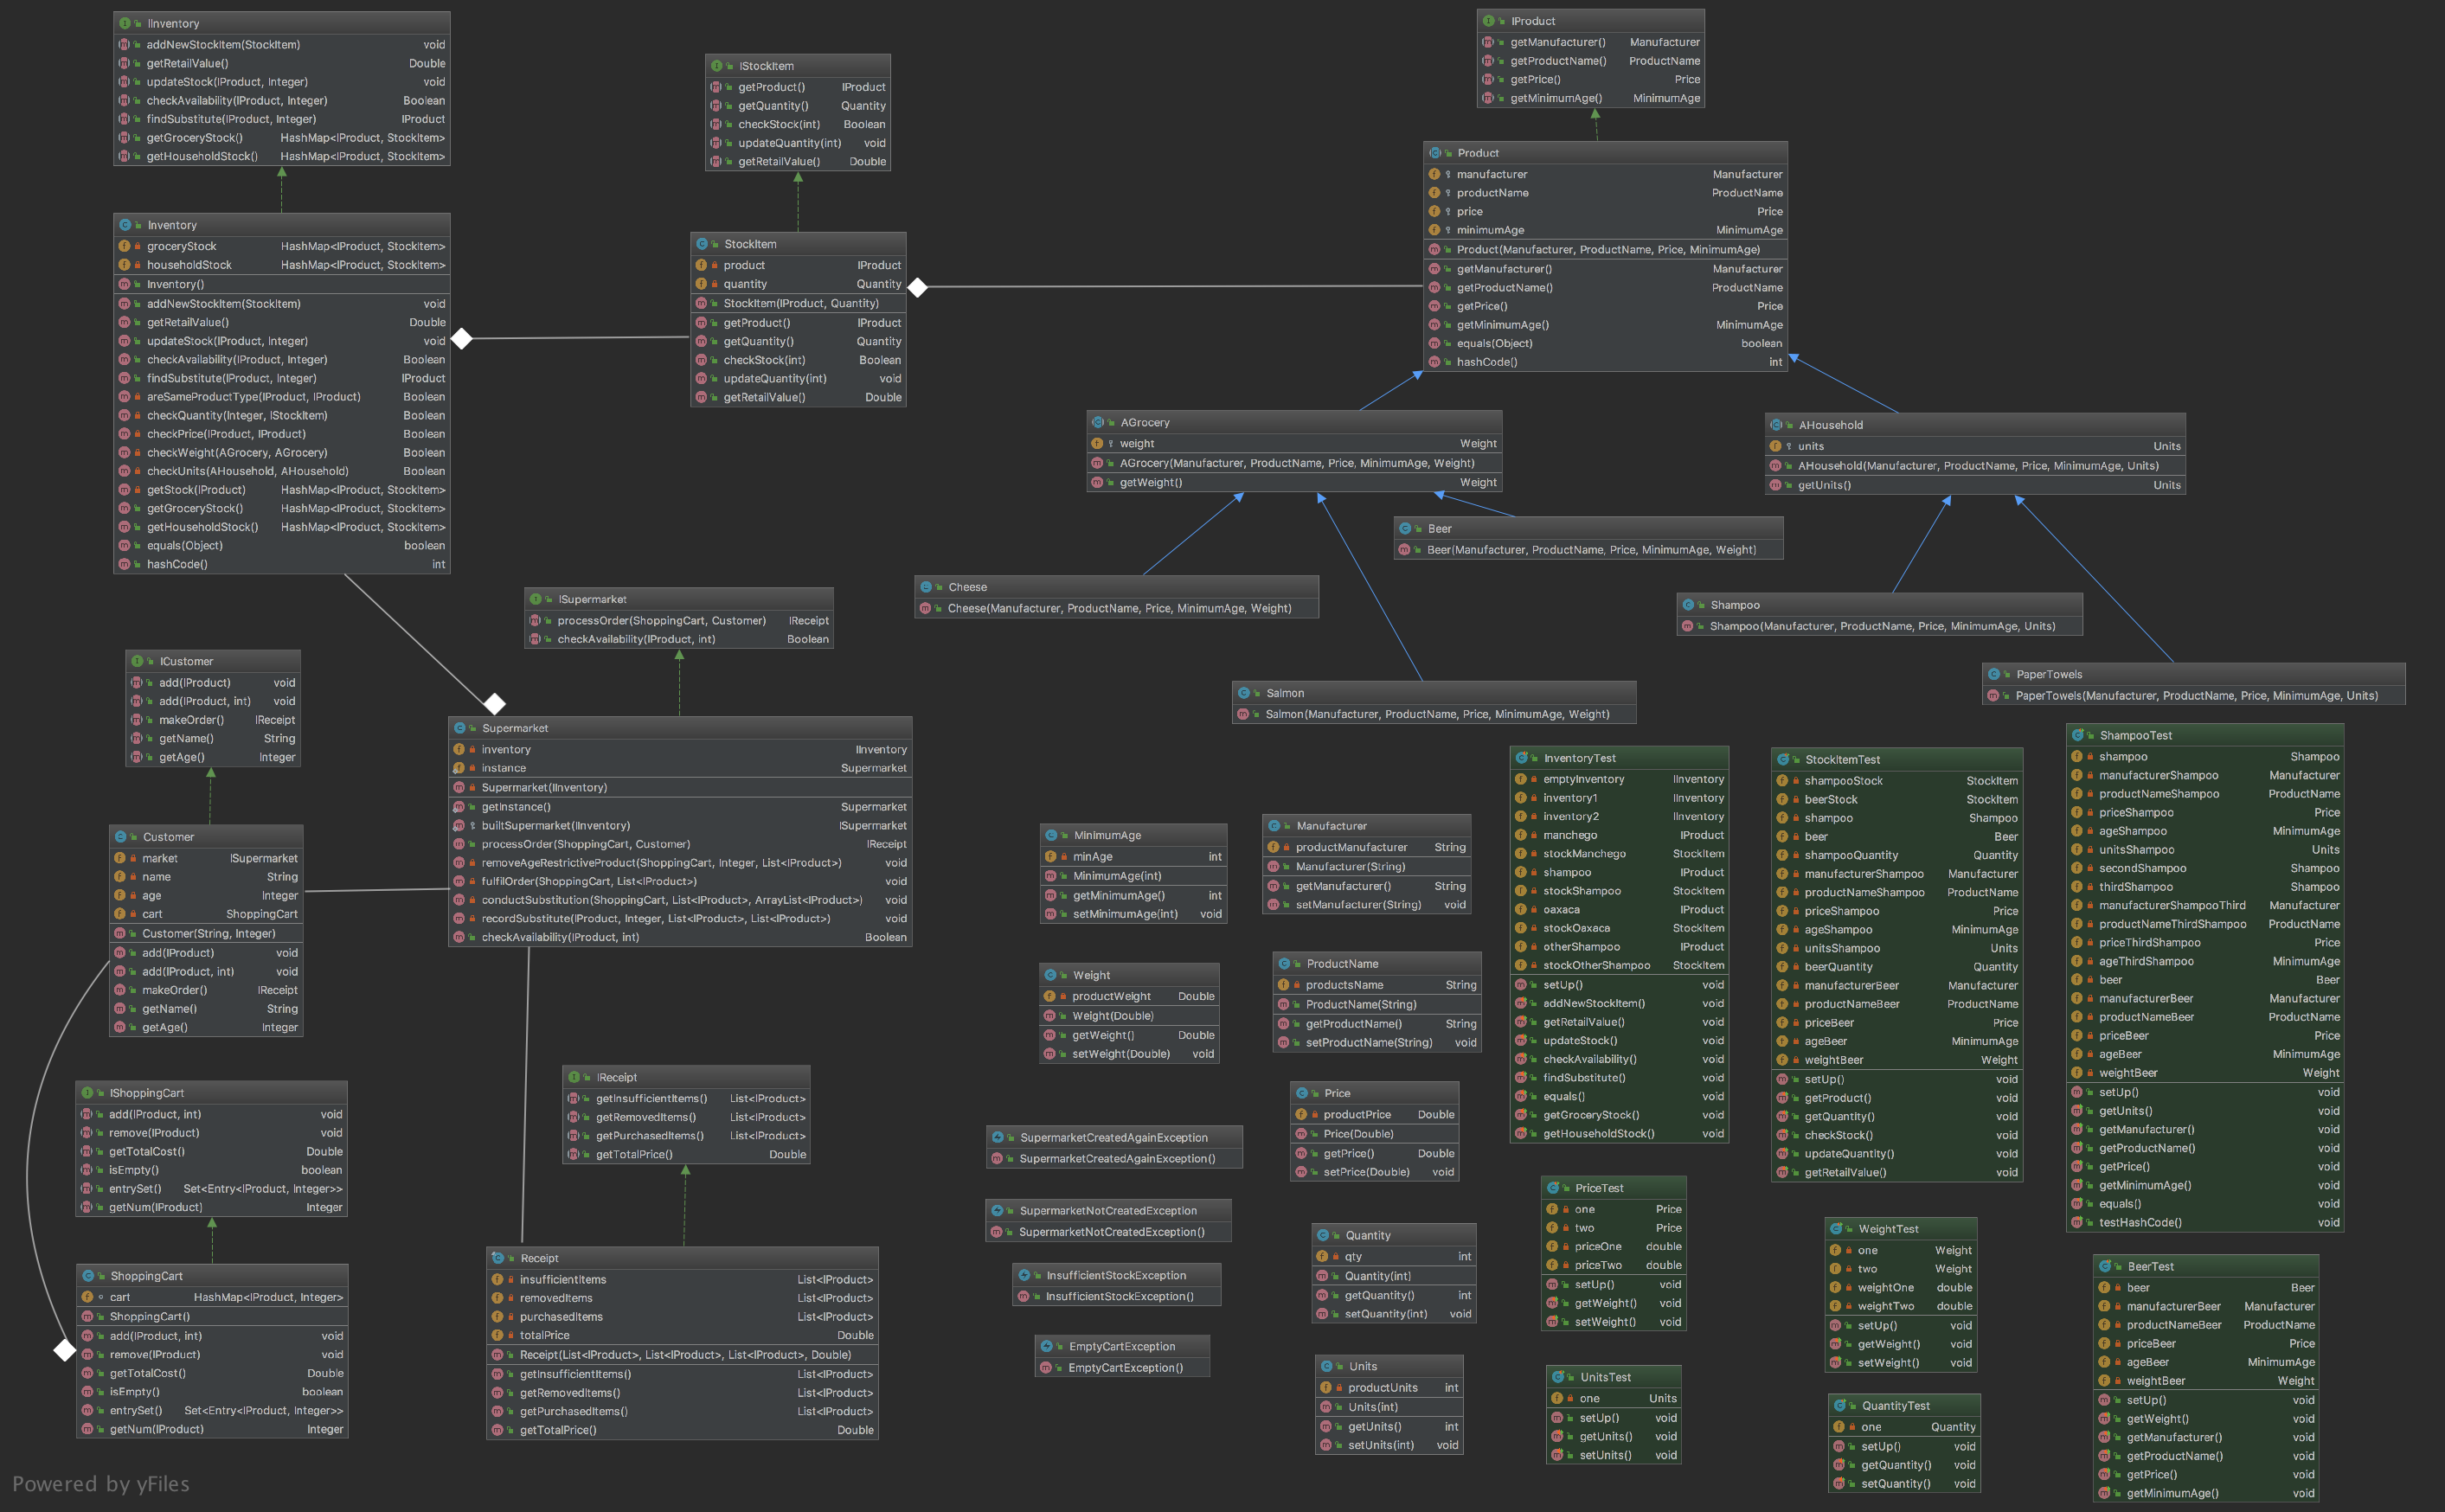 IInventory
addNewStockItem(StockItem) void
getRetailValue() Double
updateStock(IProduct, Integer) void
checkAvailability(IProduct, Integer) Boolean
findSubstitute(IProduct, Integer) IProduct
getGroceryStock() HashMap<IProduct, StockItem>
getHouseholdStock() HashMap<IProduct, StockItem>
IStockItem
getProduct() IProduct
getQuantity() Quantity
checkStock(int) Boolean
updateQuantity(int) void
getRetailValue() Double
IProduct
getManufacturer() Manufacturer
getProductName() ProductName
getPrice() Price
getMinimumAge() MinimumAge
Product
manufacturer Manufacturer
productName ProductName
price Price
minimumAge MinimumAge
Product(Manufacturer, ProductName, Price, MinimumAge)
getManufacturer() Manufacturer
getProductName() ProductName
getPrice() Price
getMinimumAge() MinimumAge
equals(Object) boolean
hashCode() int
Inventory
groceryStock HashMap<IProduct, StockItem>
householdStock HashMap<IProduct, StockItem>
Inventory()
addNewStockItem(StockItem) void
getRetailValue() Double
updateStock(IProduct, Integer) void
checkAvailability(IProduct, Integer) Boolean
findSubstitute(IProduct, Integer) IProduct
areSameProductType(IProduct, IProduct) Boolean
checkQuantity(Integer, IStockItem) Boolean
checkPrice(IProduct, IProduct) Boolean
checkWeight(AGrocery, AGrocery) Boolean
checkUnits(AHousehold, AHousehold) Boolean
getStock(IProduct) HashMap<IProduct, StockItem>
getGroceryStock() HashMap<IProduct, StockItem>
getHouseholdStock() HashMap<IProduct, StockItem>
equals(Object) boolean
hashCode() int
StockItem
product IProduct
quantity Quantity
StockItem(IProduct, Quantity)
getProduct() IProduct
getQuantity() Quantity
checkStock(int) Boolean
updateQuantity(int) void
getRetailValue() Double
AGrocery
weight Weight
AGrocery(Manufacturer, ProductName, Price, MinimumAge, Weight)
getWeight() Weight
AHousehold
units Units
AHousehold(Manufacturer, ProductName, Price, MinimumAge, Units)
getUnits() Units
Beer
Beer(Manufacturer, ProductName, Price, MinimumAge, Weight)
Cheese
Cheese(Manufacturer, ProductName, Price, MinimumAge, Weight)
Shampoo
Shampoo(Manufacturer, ProductName, Price, MinimumAge, Units)
Salmon
Salmon(Manufacturer, ProductName, Price, MinimumAge, Weight)
PaperTowels
PaperTowels(Manufacturer, ProductName, Price, MinimumAge, Units)
ISupermarket
processOrder(ShoppingCart, Customer) IReceipt
checkAvailability(IProduct, int) Boolean
ICustomer
add(IProduct) void
add(IProduct, int) void
makeOrder() IReceipt
getName() String
getAge() Integer
Supermarket
inventory IInventory
instance Supermarket
Supermarket(IInventory)
getInstance() Supermarket
builtSupermarket(IInventory) ISupermarket
processOrder(ShoppingCart, Customer) IReceipt
removeAgeRestrictiveProduct(ShoppingCart, Integer, List<IProduct>) void
fulfilOrder(ShoppingCart, List<IProduct>) void
conductSubstitution(ShoppingCart, List<IProduct>, ArrayList<IProduct>) void
recordSubstitute(IProduct, Integer, List<IProduct>, List<IProduct>) void
checkAvailability(IProduct, int) Boolean
Customer
market ISupermarket
name String
age Integer
cart ShoppingCart
Customer(String, Integer)
add(IProduct) void
add(IProduct, int) void
makeOrder() IReceipt
getName() String
getAge() Integer
IShoppingCart
add(IProduct, int) void
remove(IProduct) void
getTotalCost() Double
isEmpty() boolean
entrySet() Set<Entry<IProduct, Integer>>
getNum(IProduct) Integer
ShoppingCart
cart HashMap<IProduct, Integer>
ShoppingCart()
add(IProduct, int) void
remove(IProduct) void
getTotalCost() Double
isEmpty() boolean
entrySet() Set<Entry<IProduct, Integer>>
getNum(IProduct) Integer
IReceipt
getInsufficientItems() List<IProduct>
getRemovedItems() List<IProduct>
getPurchasedItems() List<IProduct>
getTotalPrice() Double
Receipt
insufficientItems List<IProduct>
removedItems List<IProduct>
purchasedItems List<IProduct>
totalPrice Double
Receipt(List<IProduct>, List<IProduct>, List<IProduct>, Double)
getInsufficientItems() List<IProduct>
getRemovedItems() List<IProduct>
getPurchasedItems() List<IProduct>
getTotalPrice() Double
MinimumAge
minAge int
MinimumAge(int)
getMinimumAge() int
setMinimumAge(int) void
Weight
productWeight Double
Weight(Double)
getWeight() Double
setWeight(Double) void
SupermarketCreatedAgainException
SupermarketCreatedAgainException()
SupermarketNotCreatedException
SupermarketNotCreatedException()
InsufficientStockException
InsufficientStockException()
EmptyCartException
EmptyCartException()
Manufacturer
productManufacturer String
Manufacturer(String)
getManufacturer() String
setManufacturer(String) void
ProductName
productsName String
ProductName(String)
getProductName() String
setProductName(String) void
Price
productPrice Double
Price(Double)
getPrice() Double
setPrice(Double) void
Quantity
qty int
Quantity(int)
getQuantity() int
setQuantity(int) void
Units
productUnits int
Units(int)
getUnits() int
setUnits(int) void
InventoryTest
emptyInventory IInventory
inventory1 IInventory
inventory2 IInventory
manchego IProduct
stockManchego StockItem
shampoo IProduct
stockShampoo StockItem
oaxaca IProduct
stockOaxaca StockItem
otherShampoo IProduct
stockOtherShampoo StockItem
setUp() void
addNewStockItem() void
getRetailValue() void
updateStock() void
checkAvailability() void
findSubstitute() void
equals() void
getGroceryStock() void
getHouseholdStock() void
PriceTest
one Price
two Price
priceOne double
priceTwo double
setUp() void
getWeight() void
setWeight() void
UnitsTest
one Units
setUp() void
getUnits() void
setUnits() void
StockItemTest
shampooStock StockItem
beerStock StockItem
shampoo Shampoo
beer Beer
shampooQuantity Quantity
manufacturerShampoo Manufacturer
productNameShampoo ProductName
priceShampoo Price
ageShampoo MinimumAge
unitsShampoo Units
beerQuantity Quantity
manufacturerBeer Manufacturer
productNameBeer ProductName
priceBeer Price
ageBeer MinimumAge
weightBeer Weight
setUp() void
getProduct() void
getQuantity() void
checkStock() void
updateQuantity() void
getRetailValue() void
WeightTest
one Weight
two Weight
weightOne double
weightTwo double
setUp() void
getWeight() void
setWeight() void
QuantityTest
one Quantity
setUp() void
getQuantity() void
setQuantity() void
ShampooTest
shampoo Shampoo
manufacturerShampoo Manufacturer
productNameShampoo ProductName
priceShampoo Price
ageShampoo MinimumAge
unitsShampoo Units
secondShampoo Shampoo
thirdShampoo Shampoo
manufacturerShampooThird Manufacturer
productNameThirdShampoo ProductName
priceThirdShampoo Price
ageThirdShampoo MinimumAge
beer Beer
manufacturerBeer Manufacturer
productNameBeer ProductName
priceBeer Price
ageBeer MinimumAge
weightBeer Weight
setUp() void
getUnits() void
getManufacturer() void
getProductName() void
getPrice() void
getMinimumAge() void
equals() void
testHashCode() void
BeerTest
beer Beer
manufacturerBeer Manufacturer
productNameBeer ProductName
priceBeer Price
ageBeer MinimumAge
weightBeer Weight
setUp() void
getWeight() void
getManufacturer() void
getProductName() void
getPrice() void
getMinimumAge() void
Powered by yFiles